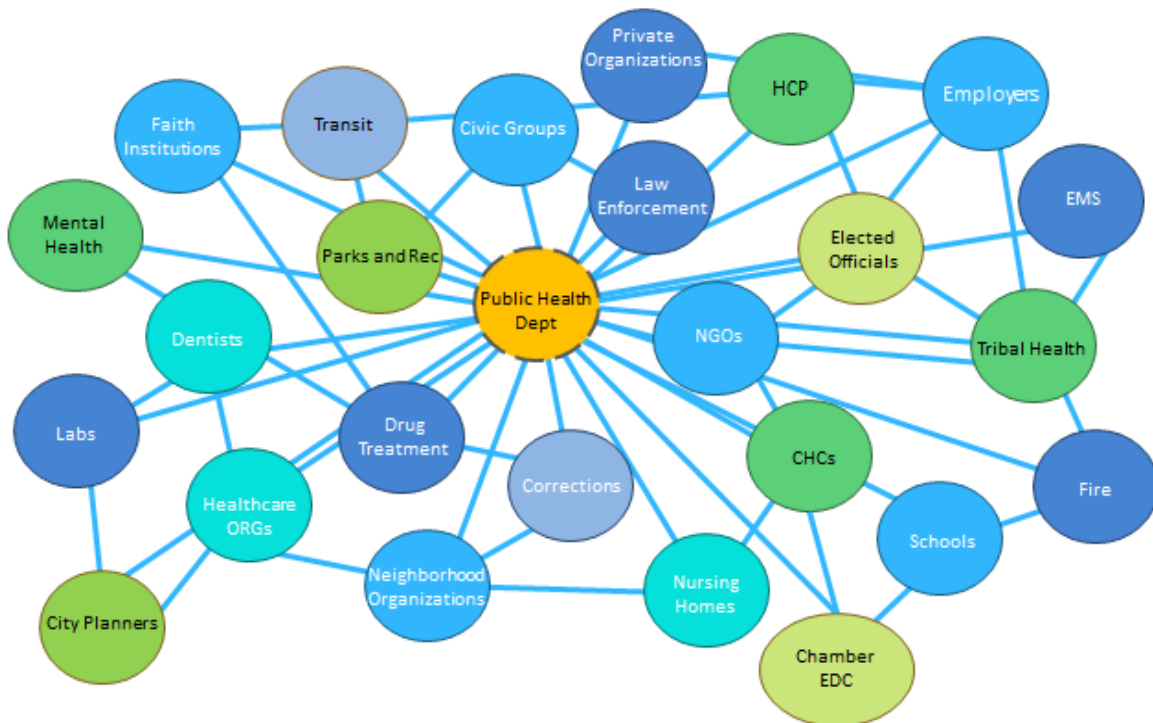 Private
Organizations
HCP
Employers
Faith
Institutions
Transit
Civic Groups
Law
Enforcement
EMS
Mental
Health
Parks and Rec
Elected
Officials
Public Health
Dept
Dentists
NGOs
Tribal Health
Labs
Drug
Treatment
CHCs
Corrections
Fire
Healthcare
ORGs
Schools
Neighborhood
Organizations
Nursing
Homes
City Planners
Chamber
EDC